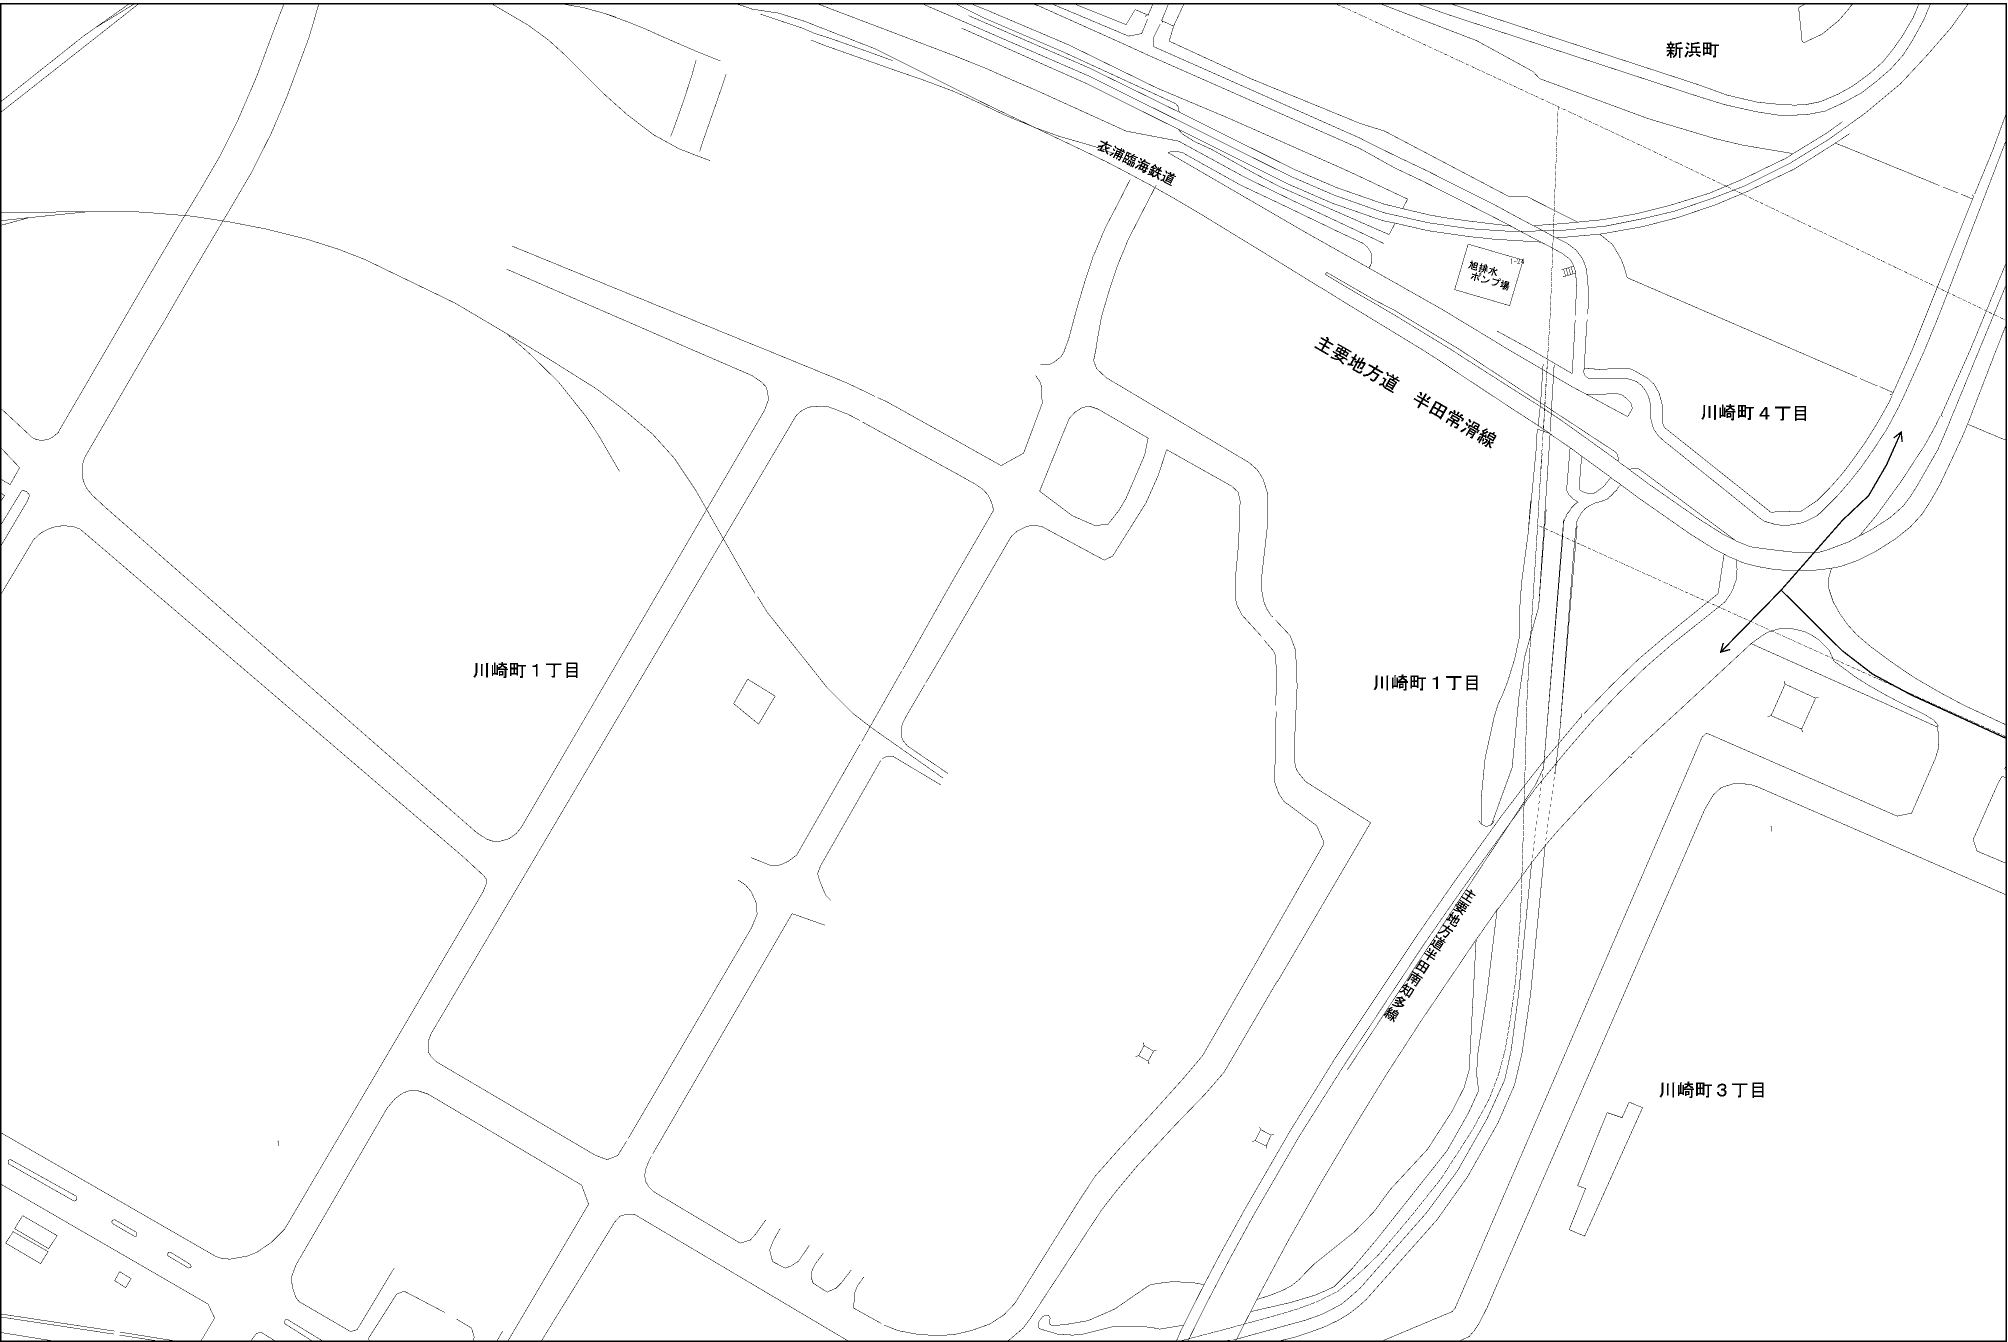 新浜町
衣浦臨海鉄道
1-24
旭排水
ポンプ場
主要地方道　半田常滑線
川崎町４丁目
川崎町１丁目
川崎町１丁目
主要地方道半田南知多線
川崎町３丁目